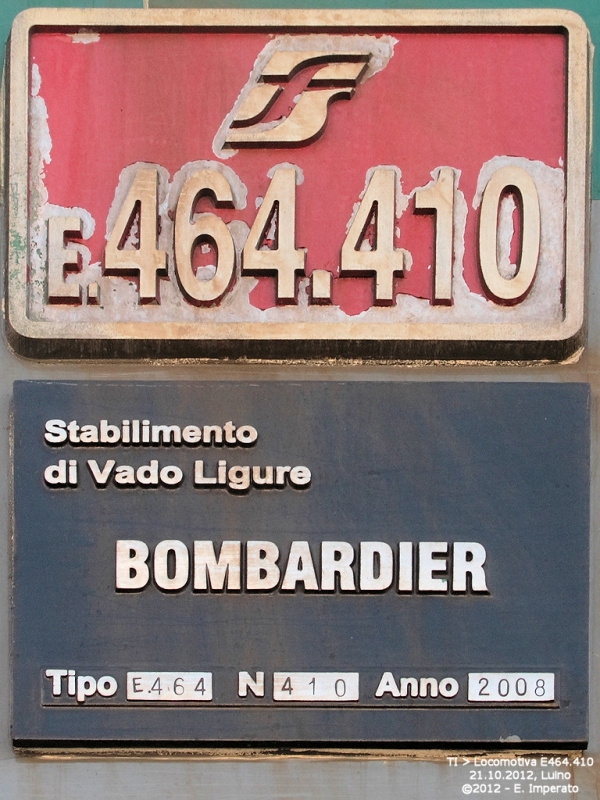 E.464.410
Stabilimento
di Vado Ligure
BOMBARDIER
Tipo E.464 N 410 Anno 2008
TI > Locomotiva E464.410
21.10.2012, Luino
©2012 - E. Imperato